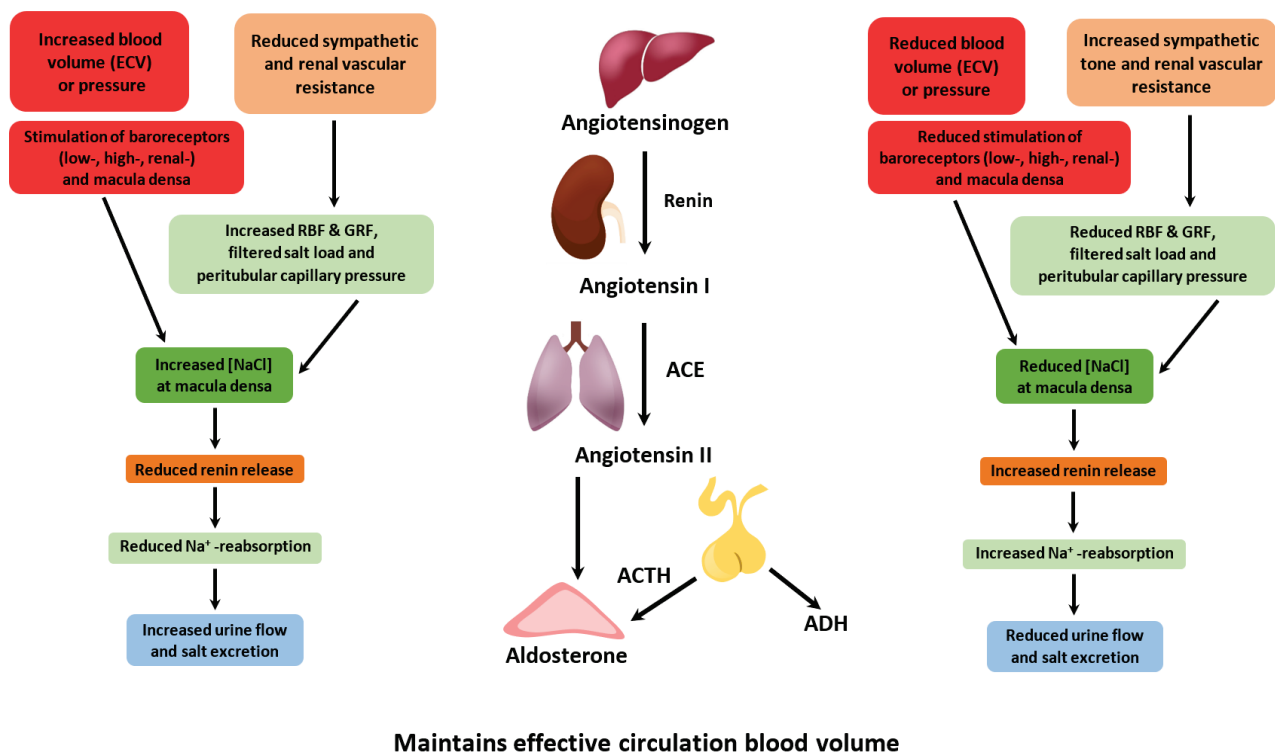 Increased blood
volume (ECV)
or pressure
Reduced sympathetic
and renal vascular
resistance
Stimulation of baroreceptors
(low-, high-, renal-)
and macula densa
Increased RBF & GRF,
filtered salt load and
peritubular capillary pressure
Increased [NaCl]
at macula densa
Reduced renin release
Reduced Na⁺ -reabsorption
Increased urine flow
and salt excretion
Angiotensinogen
Renin
Angiotensin I
ACE
Angiotensin II
ACTH
ADH
Aldosterone
Reduced blood
volume (ECV)
or pressure
Increased sympathetic
tone and renal vascular
resistance
Reduced stimulation of
baroreceptors (low-, high-, renal-)
and macula densa
Reduced RBF & GRF,
filtered salt load and
peritubular capillary pressure
Reduced [NaCl]
at macula densa
Increased renin release
Increased Na⁺ -reabsorption
Reduced urine flow
and salt excretion
Maintains effective circulation blood volume